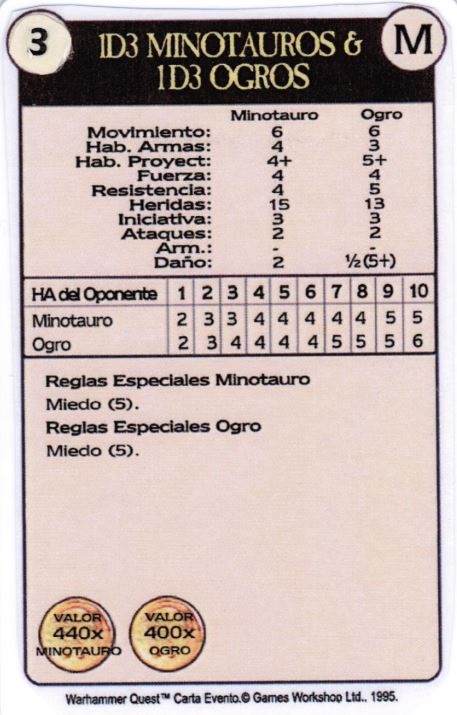 3
1D3 MINOTAUROS &
1D3 OGROS
M
Minotauro Ogro
Movimiento: 6 6
Hab. Armas: 4 3
Hab. Proyect: 4+ 5+
Fuerza: 4 4
Resistencia: 4 5
Heridas: 15 13
Iniciativa: 3 3
Ataques: 2 2
Arm.: - -
Daño: 2 ½(5+)
HA del Oponente 1 2 3 4 5 6 7 8 9 10
Minotauro 2 3 3 4 4 4 4 4 5 5
Ogro 2 3 4 4 4 4 5 5 5 6
Reglas Especiales Minotauro
Miedo (5).
Reglas Especiales Ogro
Miedo (5).
VALOR
440x
MINOTAURO
VALOR
400x
OGRO
Warhammer Quest™ Carta Evento.© Games Workshop Ltd., 1995.